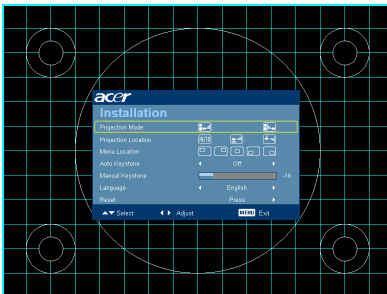 acer
Installation
Projection Mode
Projection Location AUTO
Menu Location
Auto Keystone Off
Manual Keystone -16
Language English
Reset Press
Select Adjust MENU Exit